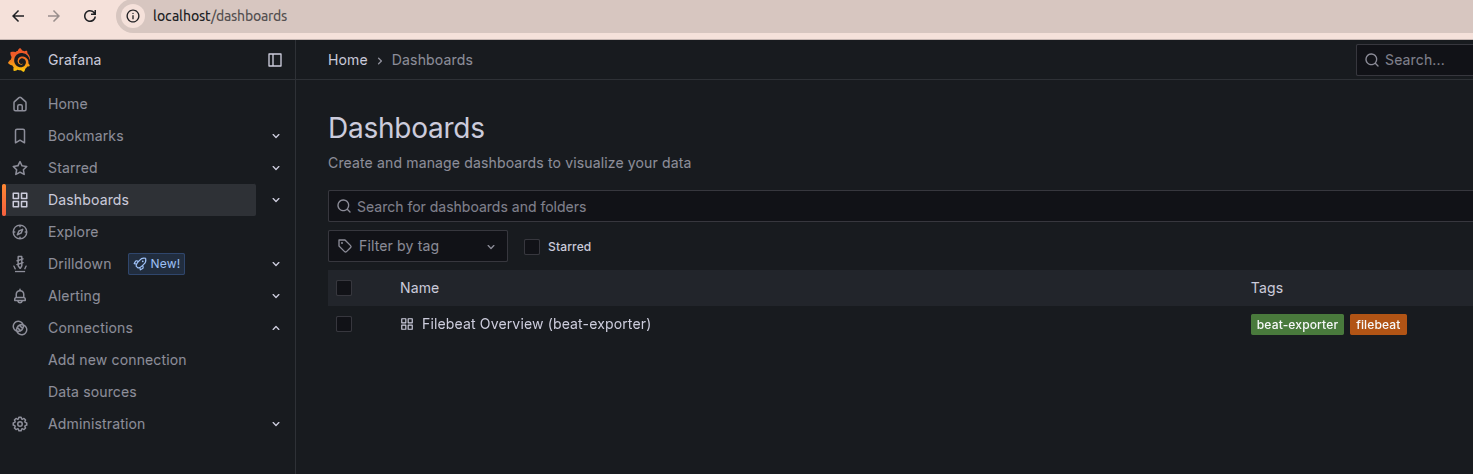 localhost/dashboards
Grafana
Home › Dashboards
Search...
Home
Bookmarks
Starred
Dashboards
Explore
Drilldown New!
Alerting
Connections
Add new connection
Data sources
Administration
Dashboards
Create and manage dashboards to visualize your data
Search for dashboards and folders
Filter by tag Starred
Name Tags
Filebeat Overview (beat-exporter) beat-exporter filebeat